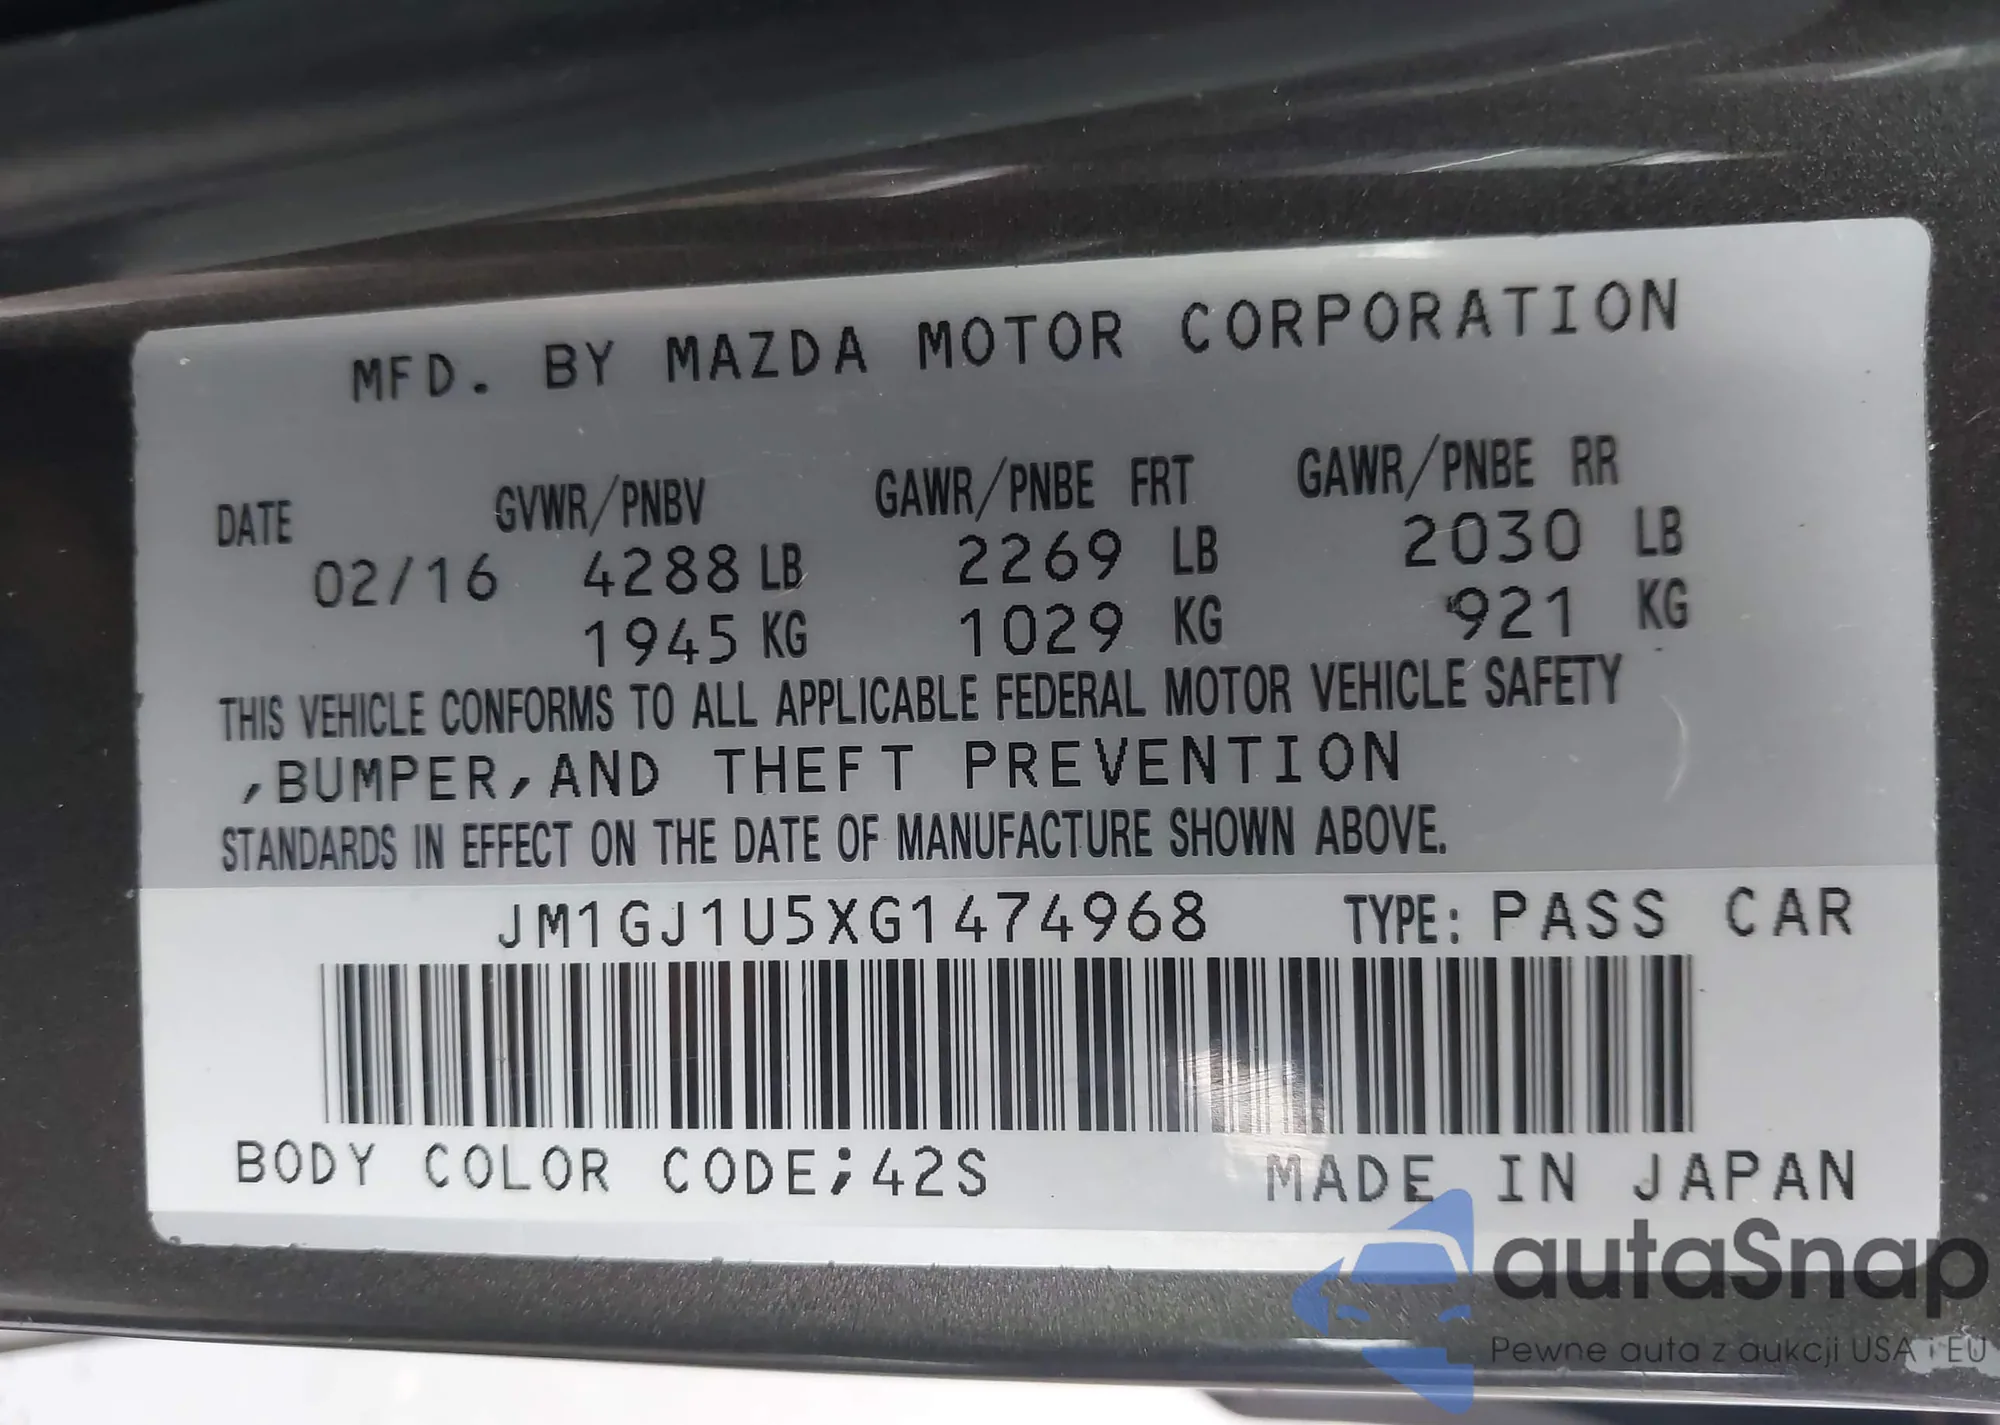 MFD. BY MAZDA MOTOR CORPORATION
DATE GVWR/PNBV GAWR/PNBE FRT GAWR/PNBE RR
02/16 4288 LB 2269 LB 2030 LB
1945 KG 1029 KG 921 KG
THIS VEHICLE CONFORMS TO ALL APPLICABLE FEDERAL MOTOR VEHICLE SAFETY
,BUMPER,AND THEFT PREVENTION
STANDARDS IN EFFECT ON THE DATE OF MANUFACTURE SHOWN ABOVE.
JM1GJ1U5XG1474968 TYPE: PASS CAR
BODY COLOR CODE;42S MADE IN JAPAN
autaSnap
Pewne auta z aukcji USA i EU